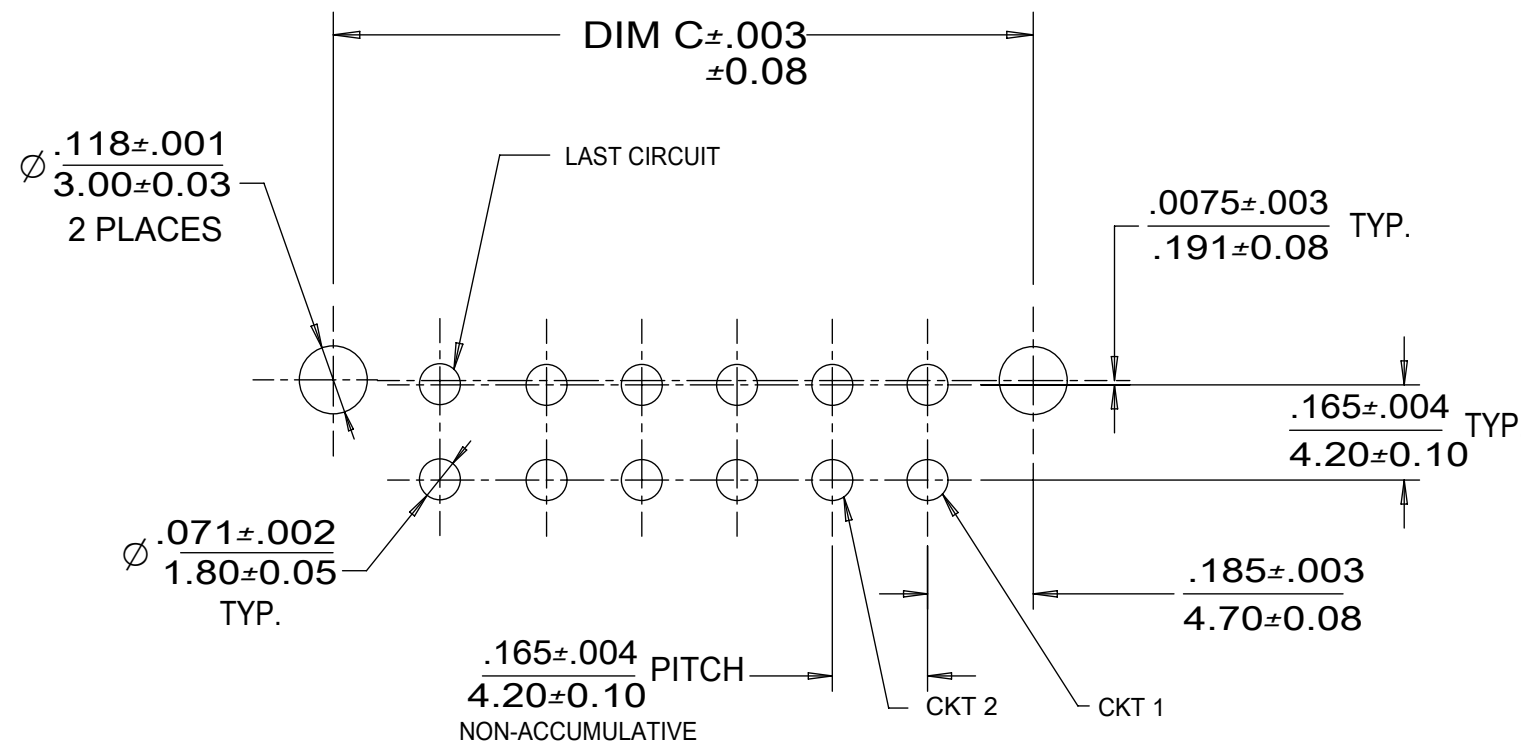 DIM C±.003
±0.08
⌀ .118±.001
3.00±0.03
2 PLACES
LAST CIRCUIT
.0075±.003
.191±0.08 TYP.
.165±.004
4.20±0.10 TYP
⌀ .071±.002
1.80±0.05
TYP.
.185±.003
4.70±0.08
.165±.004
4.20±0.10 PITCH
NON-ACCUMULATIVE
CKT 2
CKT 1